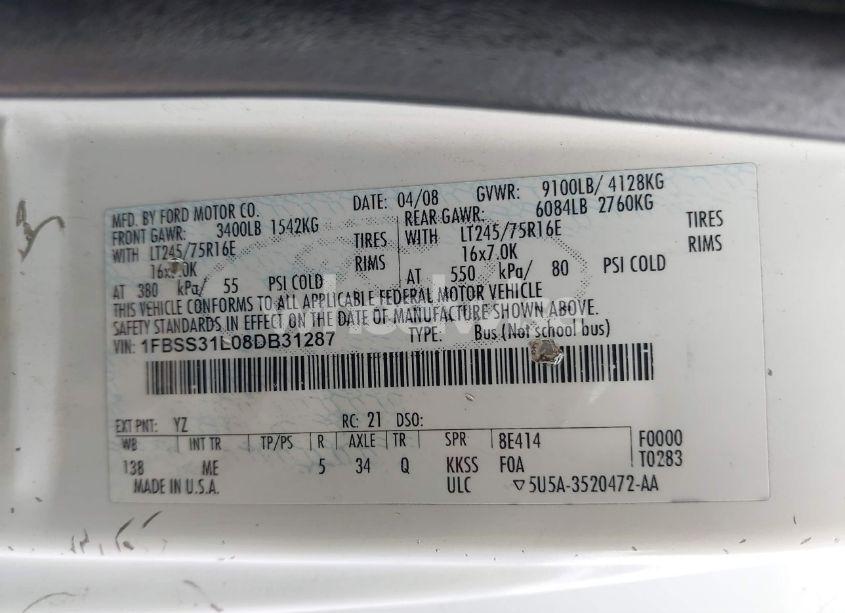 MFD. BY FORD MOTOR CO. DATE: 04/08 GVWR: 9100LB/ 4128KG
FRONT GAWR: 3400LB 1542KG REAR GAWR: 6084LB 2760KG
WITH LT245/75R16E TIRES WITH LT245/75R16E TIRES
16x7.0K RIMS 16x7.0K RIMS
AT 380 kPa/ 55 PSI COLD AT 550 kPa/ 80 PSI COLD
THIS VEHICLE CONFORMS TO ALL APPLICABLE FEDERAL MOTOR VEHICLE
SAFETY STANDARDS IN EFFECT ON THE DATE OF MANUFACTURE SHOWN ABOVE.
VIN: 1FBSS31L08DB31287 TYPE: Bus (Not school bus)
EXT PNT: YZ RC: 21 DSO:
WB INT TR TP/PS R AXLE TR SPR 8E414 F0000
138 ME 5 34 Q KKSS FOA T0283
MADE IN U.S.A. ULC ▽5U5A-3520472-AA